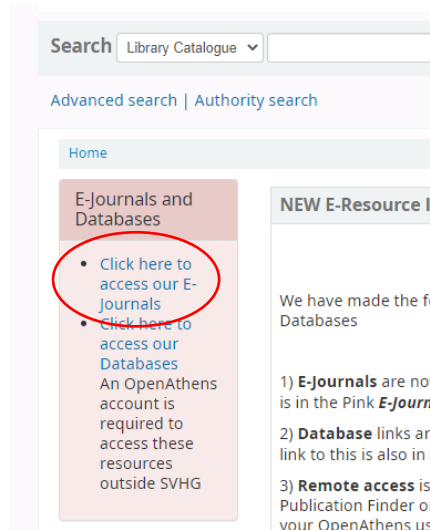 Search Library Catalogue
Advanced search | Authority search
Home
E-Journals and
Databases
• Click here to
access our E-
Journals
• Click here to
access our
Databases
An OpenAthens
account is
required to
access these
resources
outside SVHG
NEW E-Resource
We have made the
Databases
1) E-Journals are
is in the Pink
2) Database links
link to this is also in
3) Remote access is
Publication Finder
your OpenAthens